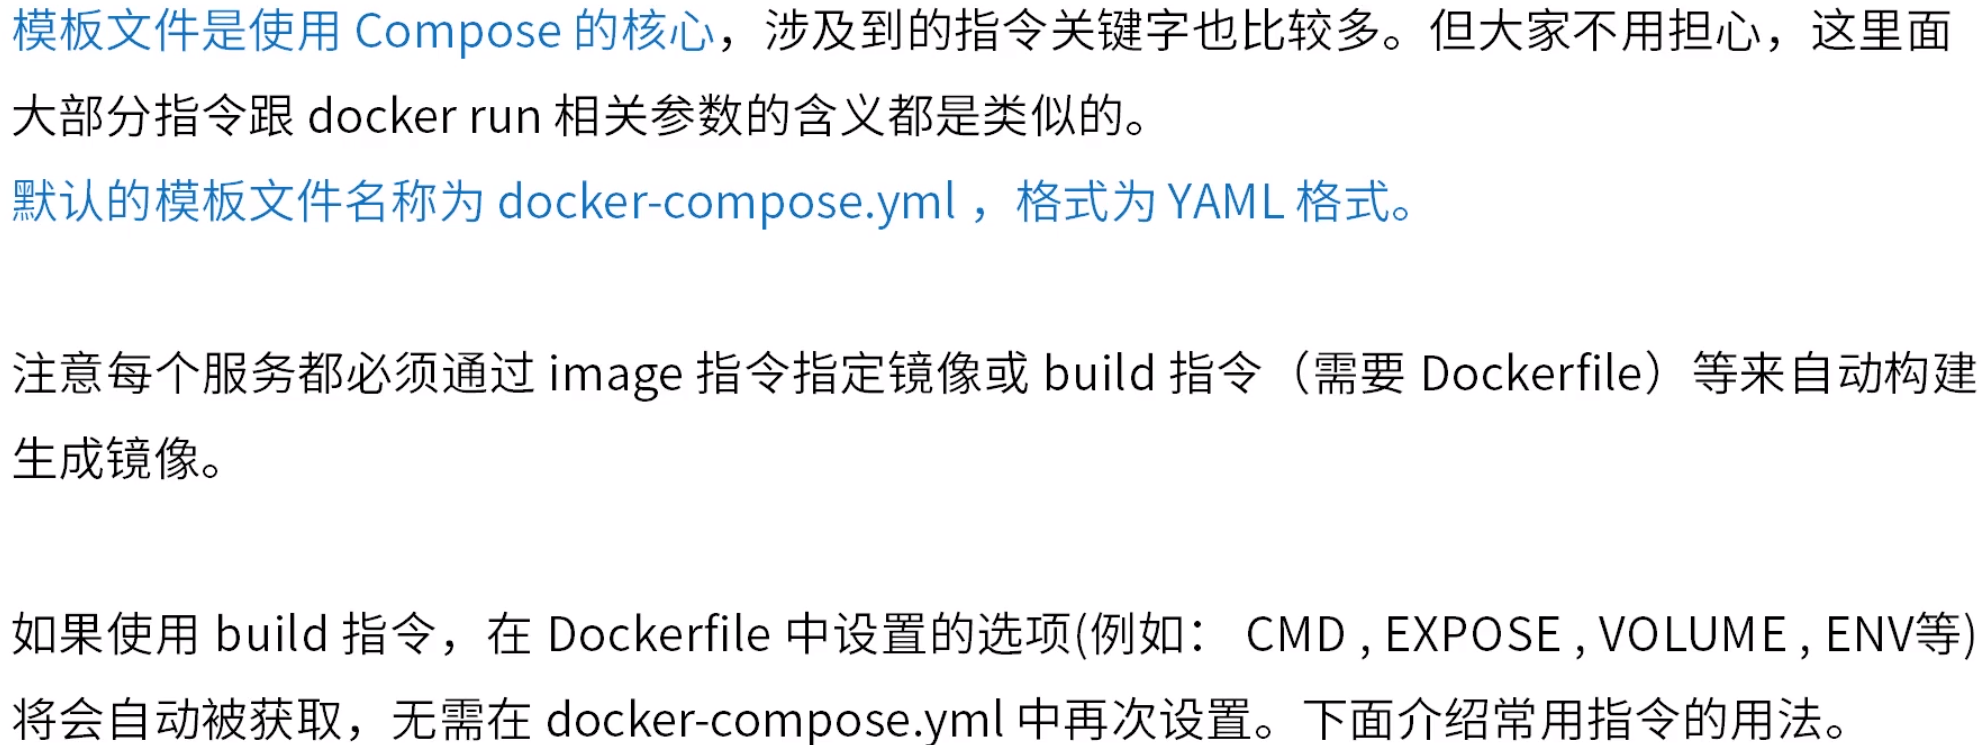 模板文件是使用 Compose 的核心，涉及到的指令关键字也比较多。但大家不用担心，这里面
大部分指令跟 docker run 相关参数的含义都是类似的。
默认的模板文件名称为 docker-compose.yml ，格式为 YAML 格式。
注意每个服务都必须通过 image 指令指定镜像或 build 指令（需要 Dockerfile）等来自动构建
生成镜像。
如果使用 build 指令，在 Dockerfile 中设置的选项(例如： CMD , EXPOSE , VOLUME , ENV等)
将会自动被获取，无需在 docker-compose.yml 中再次设置。下面介绍常用指令的用法。